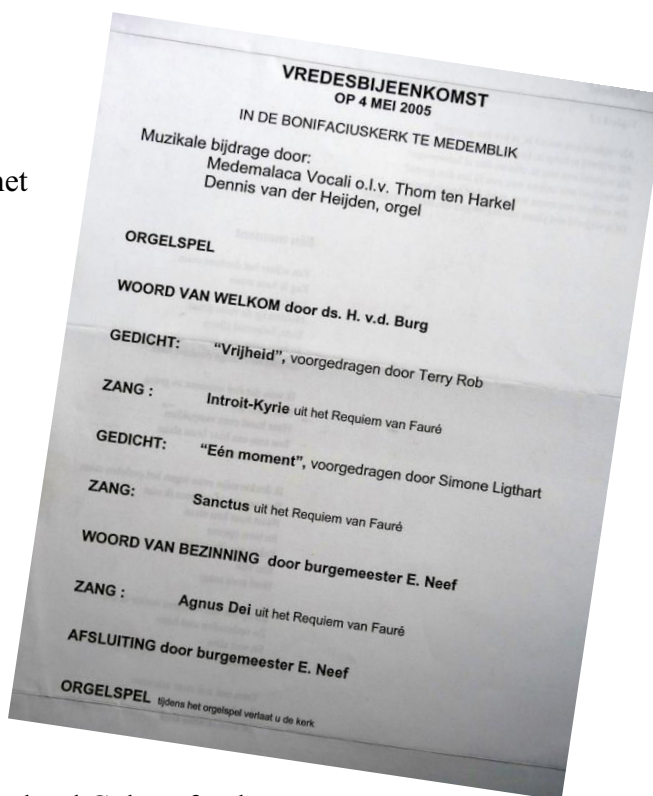 VREDESBIJEENKOMST
OP 4 MEI 2005
IN DE BONIFACIUSKERK TE MEDEMBLIK
Muzikale bijdrage door:
Medemalaca Vocali o.l.v. Thom ten Harkel
Dennis van der Heijden, orgel
ORGELSPEL
WOORD VAN WELKOM door ds. H. v.d. Burg
GEDICHT: "Vrijheid", voorgedragen door Terry Rob
ZANG : Introit-Kyrie uit het Requiem van Fauré
GEDICHT: "Eén moment", voorgedragen door Simone Ligthart
ZANG: Sanctus uit het Requiem van Fauré
WOORD VAN BEZINNING door burgemeester E. Neef
ZANG : Agnus Dei uit het Requiem van Fauré
AFSLUITING door burgemeester E. Neef
ORGELSPEL tijdens het orgelspel verlaat u de kerk